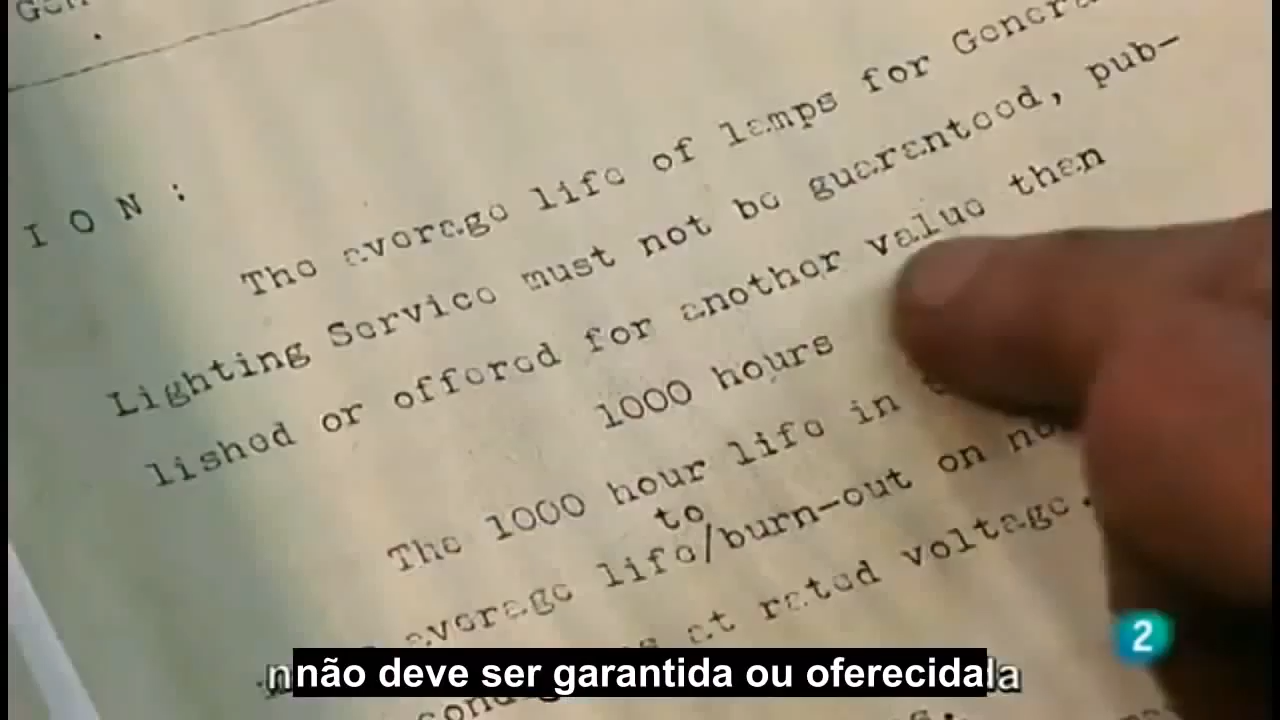 I O N :
The average life of lamps for General
Lighting Service must not be guaranteed, pub-
lished or offered for another value than
1000 hours
The 1000 hour life in
to
average life/burn-out on
at rated voltage.
não deve ser garantida ou oferecida
2